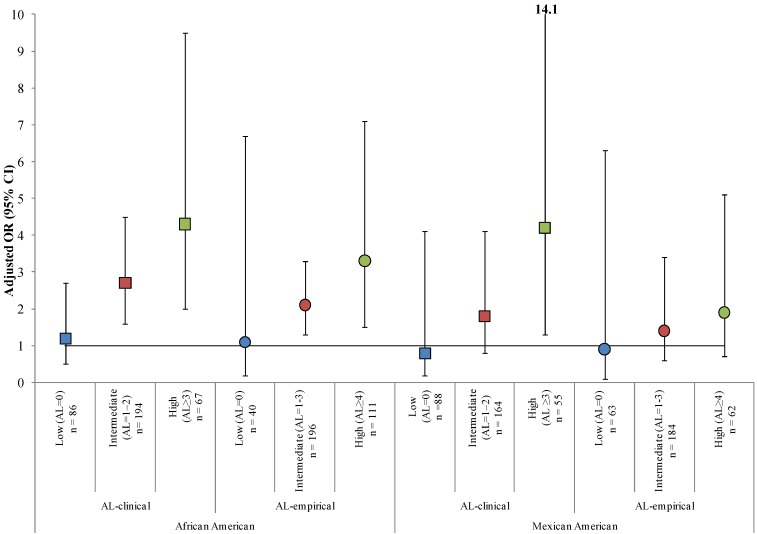 14.1
10
9
8
7
6
5
4
3
2
1
0
Adjusted OR (95% CI)
Low (AL=0)
n = 86
Intermediate
(AL=1–2)
n= 194
High
(AL≥3)
n = 67
Low (AL=0)
n = 40
Intermediate (AL=1-3)
n = 196
High (AL≥4)
n = 111
Low
(AL=0)
n =88
Intermediate
(AL=1–2)
n = 164
High
(AL ≥3)
n = 55
Low (AL=0)
n = 63
Intermediate (AL=1-3)
n = 184
High (AL≥4)
n = 62
AL-clinical
AL-empirical
AL-clinical
AL-empirical
African American
Mexican American